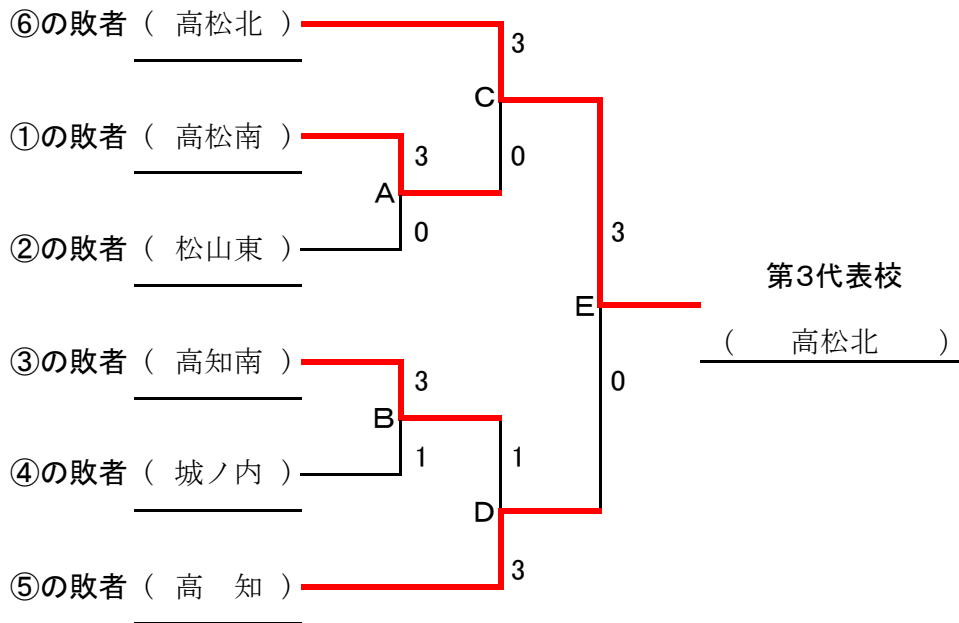 ⑥の敗者 ( 高松北 )
3
C
①の敗者 ( 高松南 )
3
0
A
②の敗者 ( 松山東 )
0
3
第3代表校
E
( 高松北 )
③の敗者 ( 高知南 )
3
0
B
④の敗者 ( 城ノ内 )
1
1
D
⑤の敗者 ( 高 知 )
3